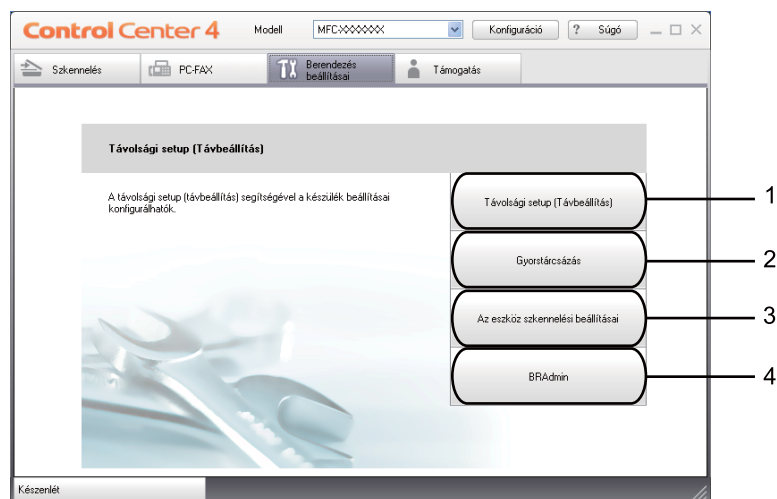 Control Center 4
Modell
MFC-XXXXXX
Konfiguráció
? Súgó
Szkennelés
PC-FAX
Berendezés
beállításai
Támogatás
Távolsági setup (Távbeállítás)
A távolsági setup (távbeállítás) segítségével a készülék beállításai
konfigurálhatók.
Távolsági setup (Távbeállítás)
1
Gyorstárcsázás
2
Az eszköz szkennelési beállításai
3
BRAdmin
4
Készenlét